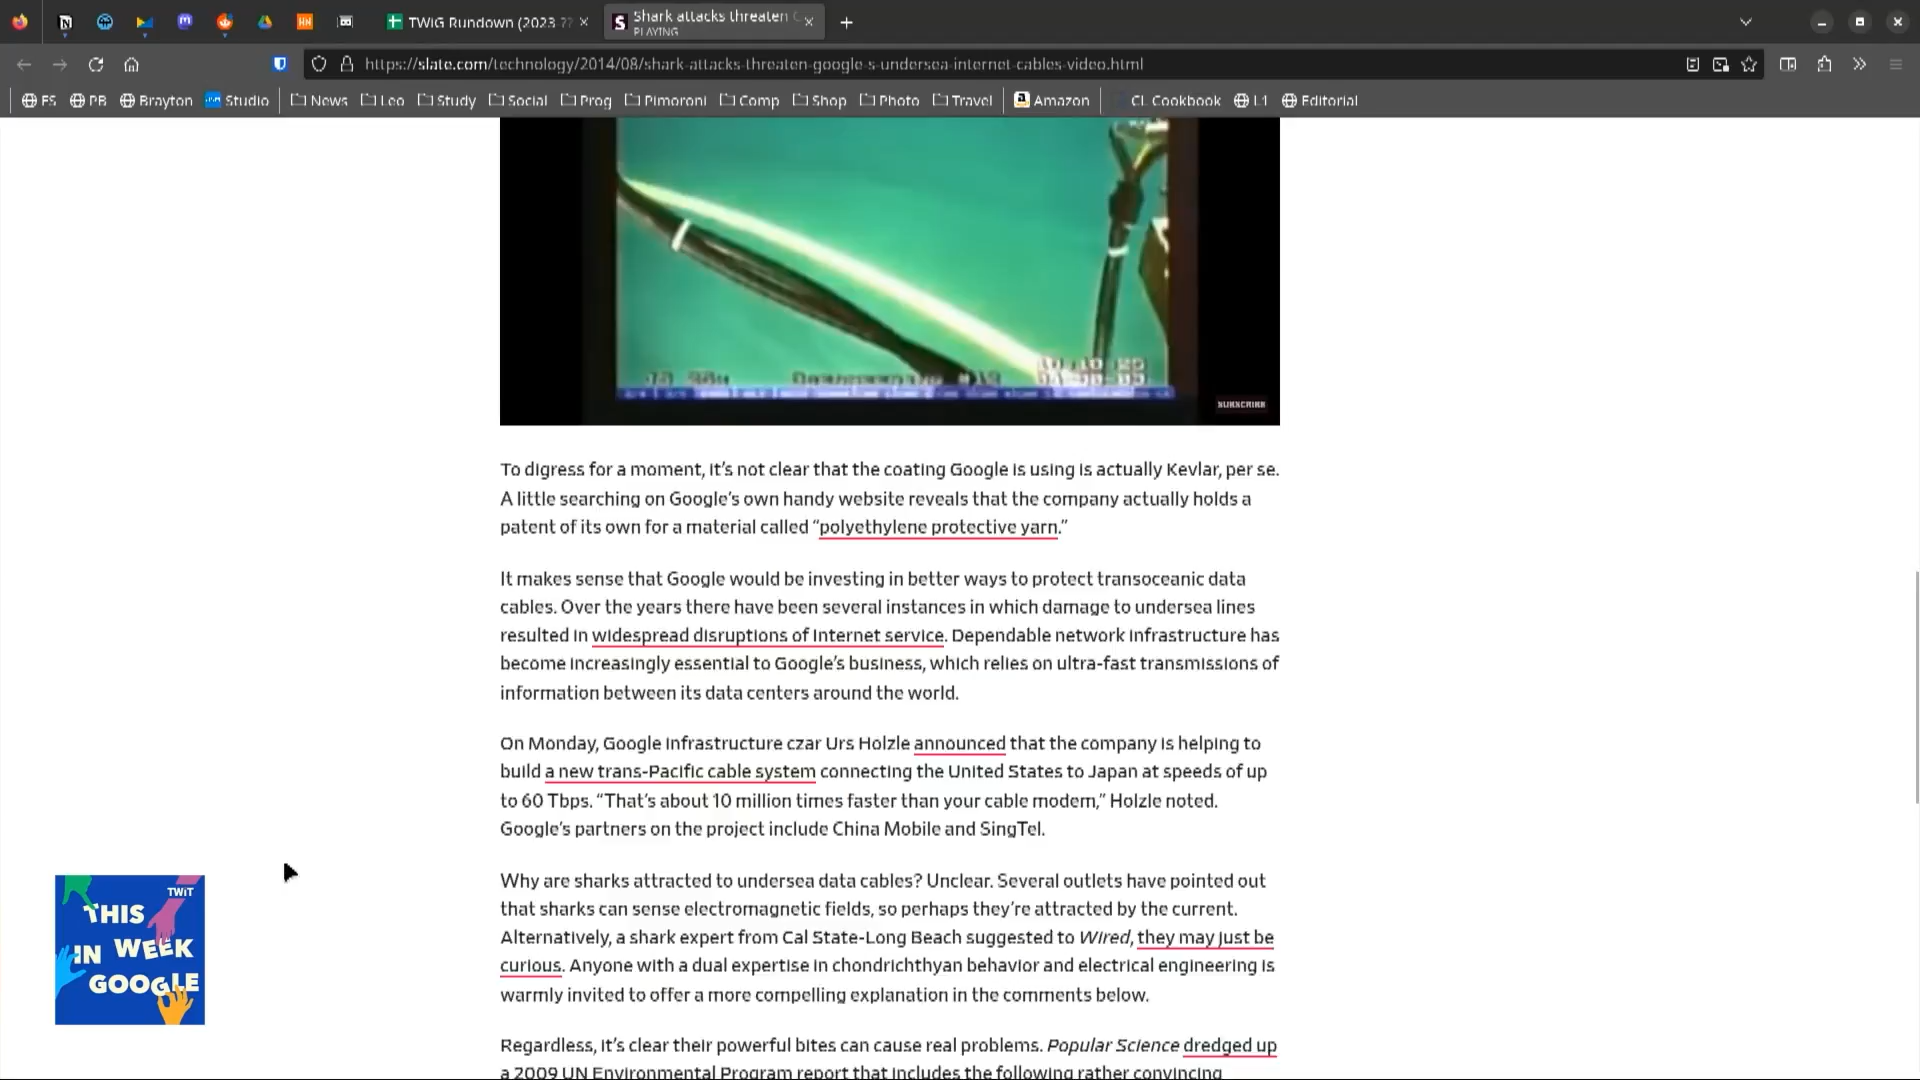 TWiG Rundown (2023 ??
Shark attacks threaten G
PLAYING
https://slate.com/technology/2014/08/shark-attacks-threaten-google-s-undersea-internet-cables-video.html
FS PB Brayton Studio News Leo Study Social Prog Pimoroni Comp Shop Photo Travel Amazon CL Cookbook L1 Editorial
SUBSCRIBE
To digress for a moment, it’s not clear that the coating Google is using is actually Kevlar, per se.
A little searching on Google’s own handy website reveals that the company actually holds a
patent of its own for a material called “polyethylene protective yarn.”
It makes sense that Google would be investing in better ways to protect transoceanic data
cables. Over the years there have been several instances in which damage to undersea lines
resulted in widespread disruptions of Internet service. Dependable network infrastructure has
become increasingly essential to Google’s business, which relies on ultra-fast transmissions of
information between its data centers around the world.
On Monday, Google infrastructure czar Urs Holzle announced that the company is helping to
build a new trans-Pacific cable system connecting the United States to Japan at speeds of up
to 60 Tbps. “That’s about 10 million times faster than your cable modem,” Holzle noted.
Google’s partners on the project include China Mobile and SingTel.
Why are sharks attracted to undersea data cables? Unclear. Several outlets have pointed out
that sharks can sense electromagnetic fields, so perhaps they’re attracted by the current.
Alternatively, a shark expert from Cal State-Long Beach suggested to Wired, they may just be
curious. Anyone with a dual expertise in chondrichthyan behavior and electrical engineering is
warmly invited to offer a more compelling explanation in the comments below.
Regardless, it’s clear their powerful bites can cause real problems. Popular Science dredged up
a 2009 UN Environmental Program report that includes the following rather convincing
TWiT
THIS
IN WEEK
GOOGLE